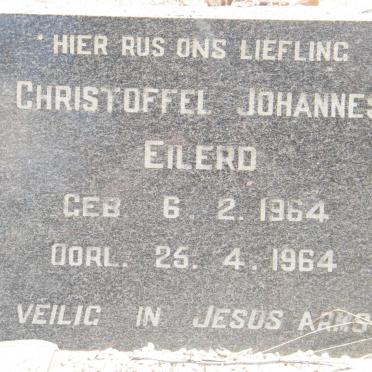 HIER RUS ONS LIEFLING
CHRISTOFFEL JOHANNES
EILERD
GEB. 6. 2. 1964
OORL. 25. 4. 1964
VEILIG IN JESUS ARMS